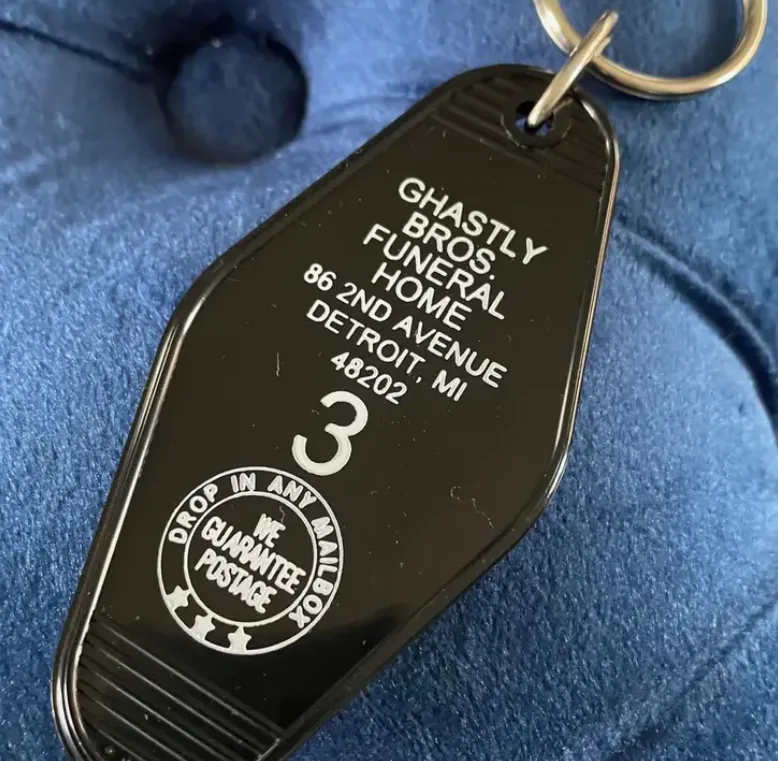 GHASTLY
BROS.
FUNERAL
HOME
86 2ND AVENUE
DETROIT, MI
48202
3
DROP IN ANY MAILBOX
WE
GUARANTEE
POSTAGE